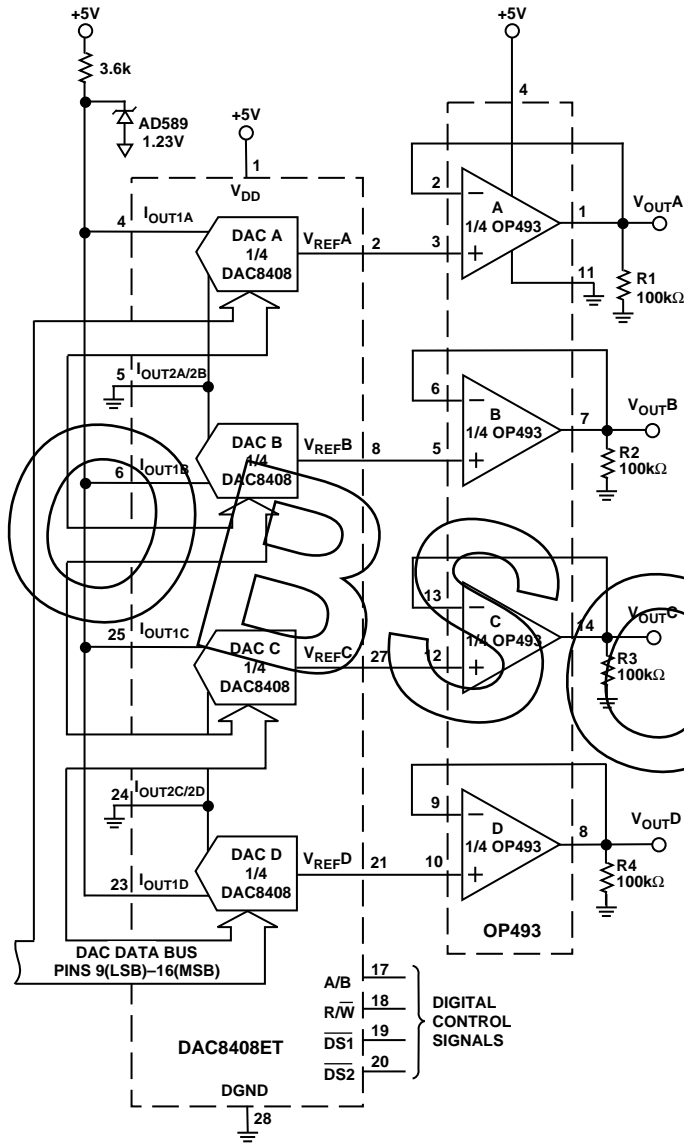 +5V
3.6k
AD589
1.23V
+5V
1
VDD
4 IOUT1A
DAC A
1/4
DAC8408
VREFA 2
5 IOUT2A/2B
DAC B
1/4
DAC8408
VREFB 8
6 IOUT1B
25 IOUT1C
DAC C
1/4
DAC8408
VREFC 27
24 IOUT2C/2D
DAC D
1/4
DAC8408
VREFD 21
23 IOUT1D
DAC DATA BUS
PINS 9(LSB)–16(MSB)
A/B 17
R/W̅ 18
D̅S̅1̅ 19
D̅S̅2̅ 20
DIGITAL
CONTROL
SIGNALS
DAC8408ET
DGND
28
+5V
4
2
−
A
1/4 OP493
3
+
1
VOUTA
11
R1
100kΩ
6
−
B
1/4 OP493
5
+
7
VOUTB
R2
100kΩ
13
−
C
1/4 OP493
12
+
14
VOUTC
R3
100kΩ
9
−
D
1/4 OP493
10
+
8
VOUTD
R4
100kΩ
OP493
OBSO